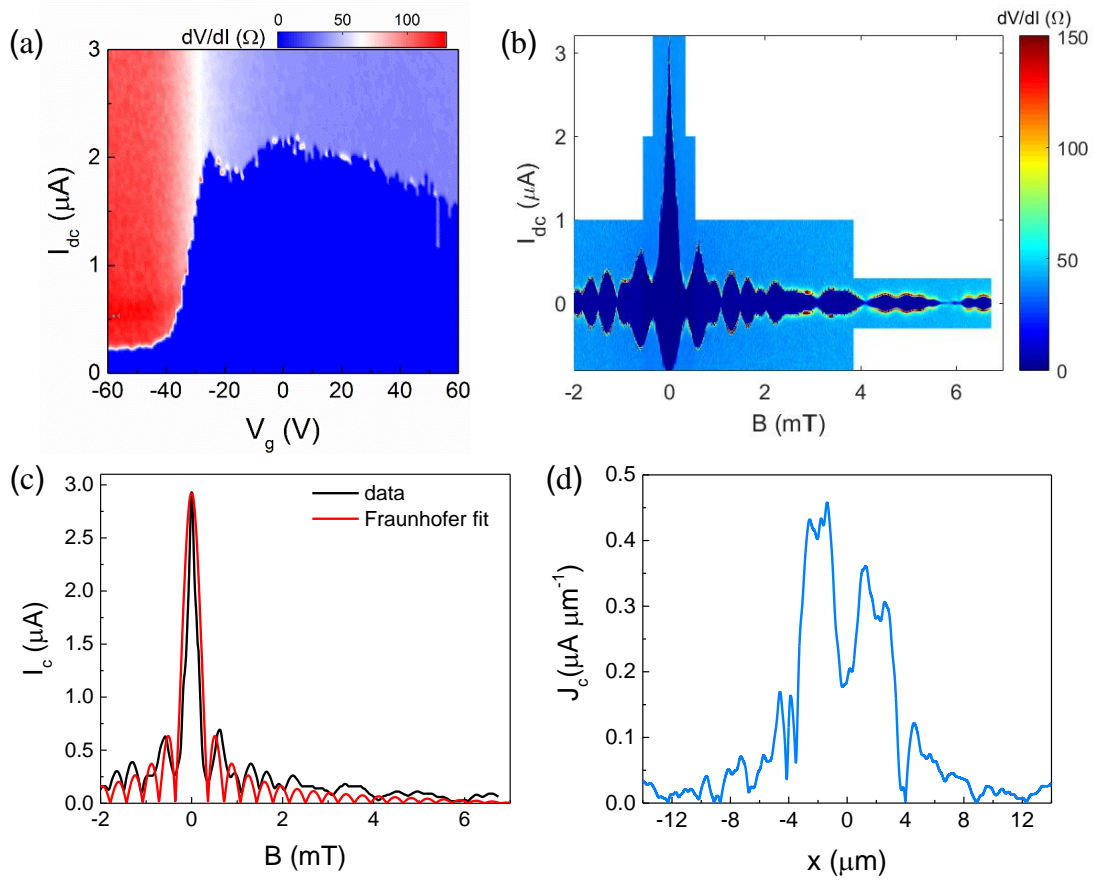 (a)
dV/dI (Ω)
0 50 100
3
2
1
0
I_dc (μA)
-60 -40 -20 0 20 40 60
V_g (V)
(b)
dV/dI (Ω)
150
100
50
0
3
2
1
0
I_dc (μA)
-2 0 2 4 6
B (mT)
(c)
data
Fraunhofer fit
3.0
2.5
2.0
1.5
1.0
0.5
0.0
I_c (μA)
-2 0 2 4 6
B (mT)
(d)
0.5
0.4
0.3
0.2
0.1
0.0
J_c(μA μm⁻¹)
-12 -8 -4 0 4 8 12
x (μm)